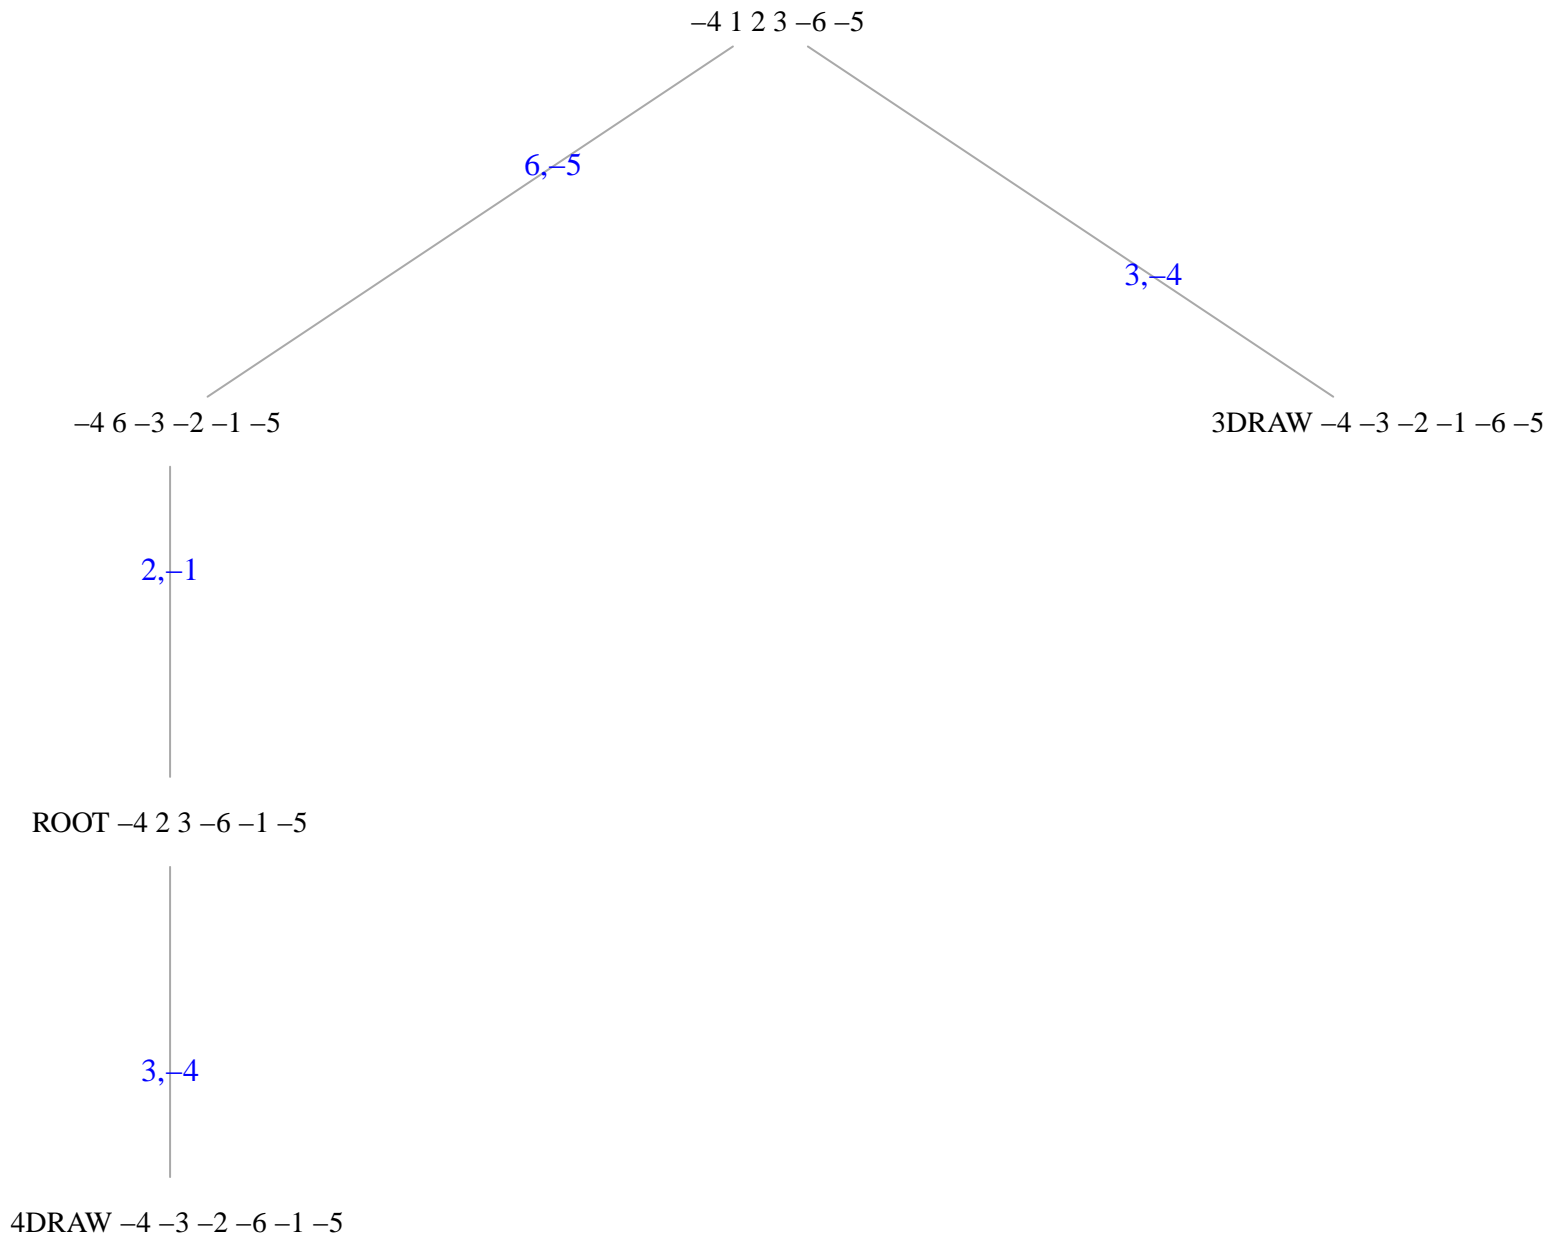 –4 1 2 3 –6 –5
6,–5
3,–4
–4 6 –3 –2 –1 –5
3DRAW –4 –3 –2 –1 –6 –5
2,–1
ROOT –4 2 3 –6 –1 –5
3,–4
4DRAW –4 –3 –2 –6 –1 –5